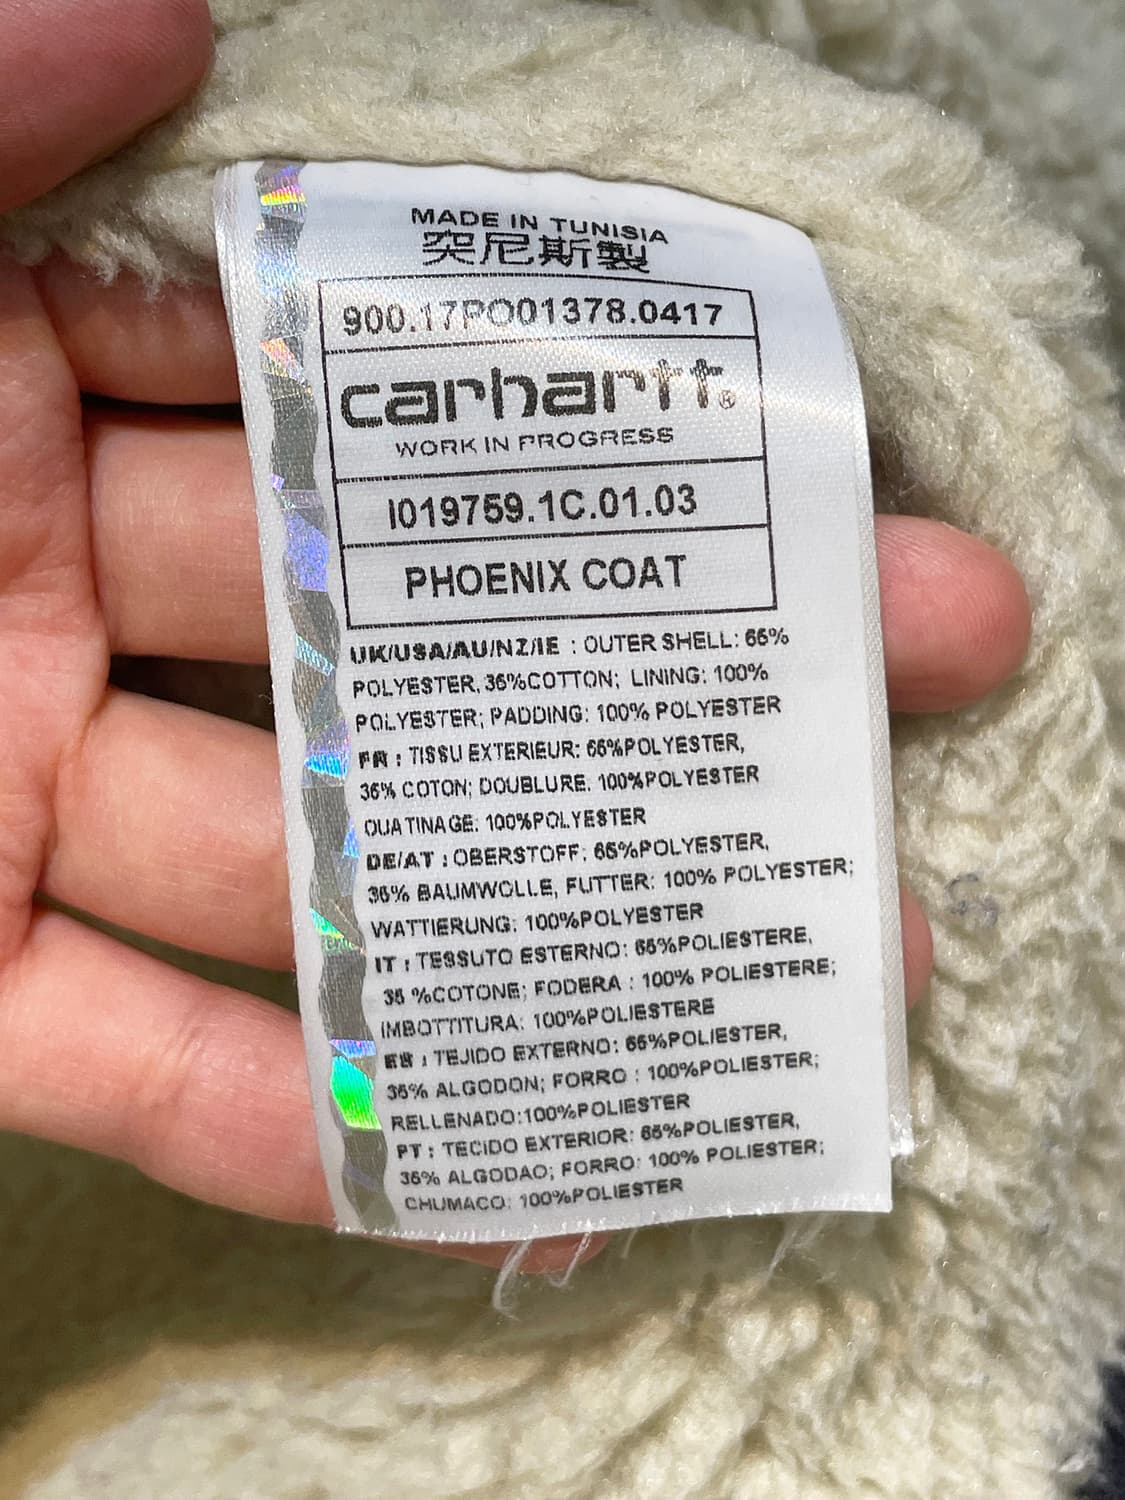 MADE IN TUNISIA
突尼斯製
900.17PO01378.0417
carhartt®
WORK IN PROGRESS
I019759.1C.01.03
PHOENIX COAT
UK/USA/AU/NZ/IE : OUTER SHELL: 65%
POLYESTER, 35%COTTON; LINING: 100%
POLYESTER; PADDING: 100% POLYESTER
FR : TISSU EXTERIEUR: 65%POLYESTER,
35% COTON; DOUBLURE: 100%POLYESTER
OUATINAGE: 100%POLYESTER
DE/AT : OBERSTOFF: 65%POLYESTER,
35% BAUMWOLLE, FUTTER: 100% POLYESTER;
WATTIERUNG: 100%POLYESTER
IT : TESSUTO ESTERNO: 65%POLIESTERE,
35 %COTONE; FODERA : 100% POLIESTERE;
IMBOTTITURA: 100%POLIESTERE
ES : TEJIDO EXTERNO: 65%POLIESTER,
35% ALGODON; FORRO : 100%POLIESTER;
RELLENADO:100%POLIESTER
PT : TECIDO EXTERIOR: 65%POLIESTER,
35% ALGODAO; FORRO: 100% POLIESTER;
CHUMACO: 100%POLIESTER